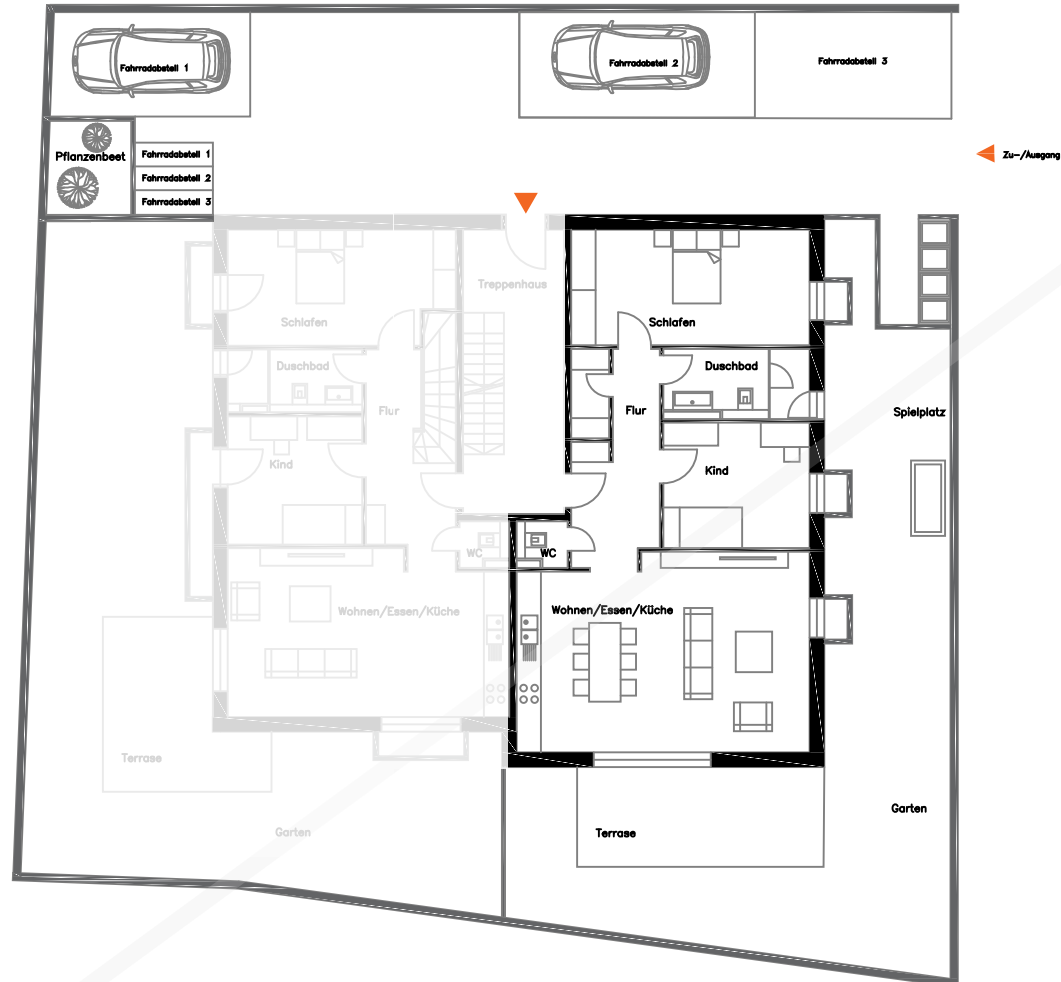 Fahrradabstell 1
Fahrradabstell 2
Fahrradabstell 3
Pflanzenbeet
Fahrradabstell 1
Fahrradabstell 2
Fahrradabstell 3
Zu-/Ausgang
Treppenhaus
Schlafen
Schlafen
Duschbad
Duschbad
Flur
Flur
Spielplatz
Kind
Kind
WC
WC
Wohnen/Essen/Küche
Wohnen/Essen/Küche
Terrase
Garten
Garten
Terrase